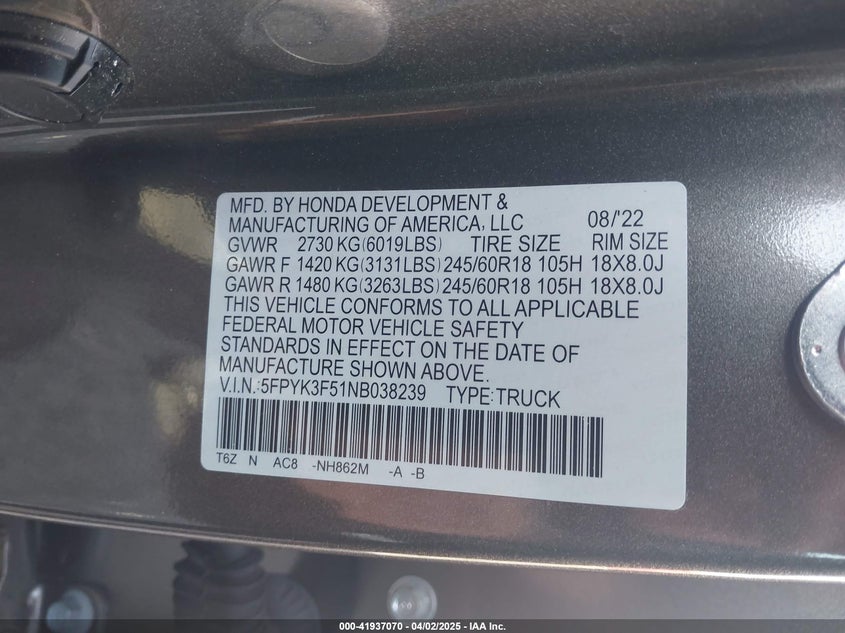 MFD. BY HONDA DEVELOPMENT &
MANUFACTURING OF AMERICA, LLC 08/'22
GVWR 2730 KG(6019LBS) TIRE SIZE RIM SIZE
GAWR F 1420 KG(3131LBS) 245/60R18 105H 18X8.0J
GAWR R 1480 KG(3263LBS) 245/60R18 105H 18X8.0J
THIS VEHICLE CONFORMS TO ALL APPLICABLE
FEDERAL MOTOR VEHICLE SAFETY
STANDARDS IN EFFECT ON THE DATE OF
MANUFACTURE SHOWN ABOVE.
V.I.N.:5FPYK3F51NB038239 TYPE:TRUCK
T6Z N AC8 -NH862M -A -B
000-41937070 04/02/2025 - IAA Inc.